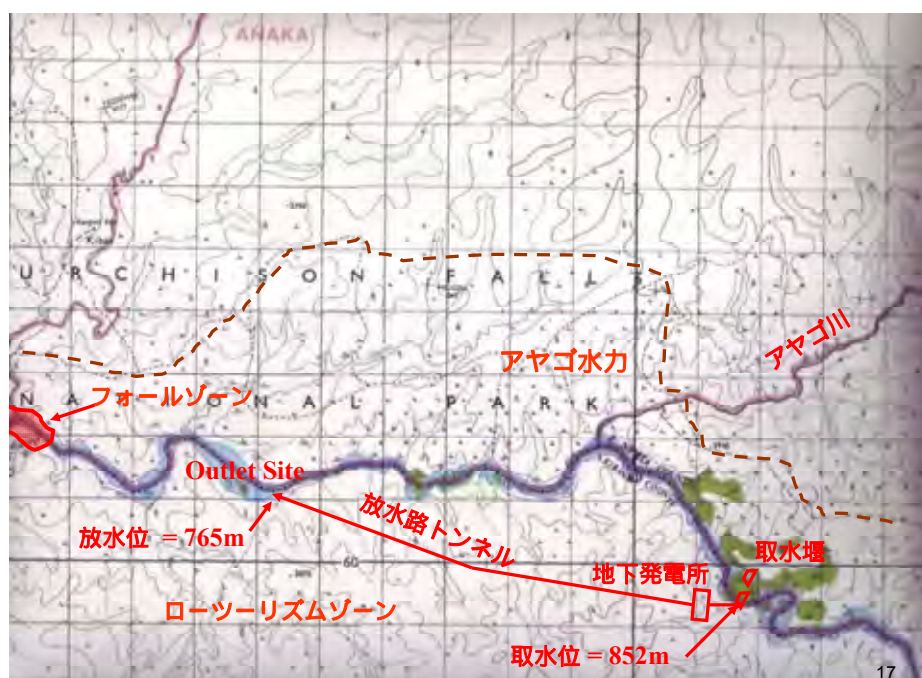 ANAKA
URCHISON FALLS
アヤゴ川
アヤゴ水力
フォールゾーン
NATIONAL PARK
Outlet Site
放水路トンネル
放水位 = 765m
60
取水堰
地下発電所
ローツーリズムゾーン
取水位 = 852m
17